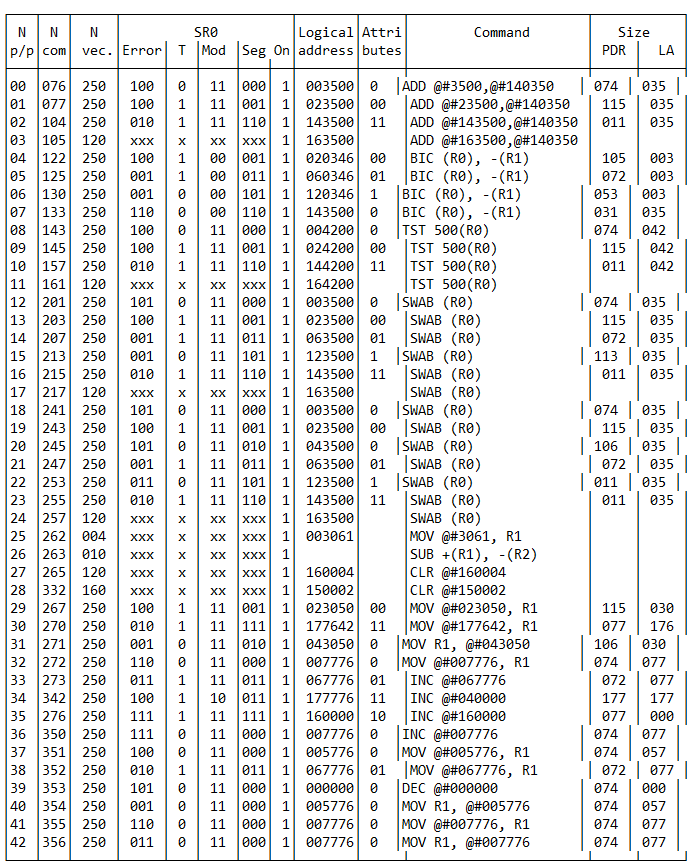 N N N SR0 Logical Attri Command Size
p/p com vec. Error T Mod Seg On address butes PDR LA
00 076 250 100 0 11 000 1 003500 0 ADD @#3500,@#140350 074 035
01 077 250 100 1 11 001 1 023500 00 ADD @#23500,@#140350 115 035
02 104 250 010 1 11 110 1 143500 11 ADD @#143500,@#140350 011 035
03 105 120 xxx x xx xxx 1 163500 ADD @#163500,@#140350
04 122 250 100 1 00 001 1 020346 00 BIC (R0), -(R1) 105 003
05 125 250 001 1 00 011 1 060346 01 BIC (R0), -(R1) 072 003
06 130 250 001 0 00 101 1 120346 1 BIC (R0), -(R1) 053 003
07 133 250 110 0 00 110 1 143500 0 BIC (R0), -(R1) 031 035
08 143 250 100 0 11 000 1 004200 0 TST 500(R0) 074 042
09 145 250 100 1 11 001 1 024200 00 TST 500(R0) 115 042
10 157 250 010 1 11 110 1 144200 11 TST 500(R0) 011 042
11 161 120 xxx x xx xxx 1 164200 TST 500(R0)
12 201 250 101 0 11 000 1 003500 0 SWAB (R0) 074 035
13 203 250 100 1 11 001 1 023500 00 SWAB (R0) 115 035
14 207 250 001 1 11 011 1 063500 01 SWAB (R0) 072 035
15 213 250 001 0 11 101 1 123500 1 SWAB (R0) 113 035
16 215 250 010 1 11 110 1 143500 11 SWAB (R0) 011 035
17 217 120 xxx x xx xxx 1 163500 SWAB (R0)
18 241 250 101 0 11 000 1 003500 0 SWAB (R0) 074 035
19 243 250 100 1 11 001 1 023500 00 SWAB (R0) 115 035
20 245 250 101 0 11 010 1 043500 0 SWAB (R0) 106 035
21 247 250 001 1 11 011 1 063500 01 SWAB (R0) 072 035
22 253 250 011 0 11 101 1 123500 1 SWAB (R0) 011 035
23 255 250 010 1 11 110 1 143500 11 SWAB (R0) 011 035
24 257 120 xxx x xx xxx 1 163500 SWAB (R0)
25 262 004 xxx x xx xxx 1 003061 MOV @#3061, R1
26 263 010 xxx x xx xxx 1 SUB +(R1), -(R2)
27 265 120 xxx x xx xxx 1 160004 CLR @#160004
28 332 160 xxx x xx xxx 1 150002 CLR @#150002
29 267 250 100 1 11 001 1 023050 00 MOV @#023050, R1 115 030
30 270 250 010 1 11 111 1 177642 11 MOV @#177642, R1 077 176
31 271 250 001 0 11 010 1 043050 0 MOV R1, @#043050 106 030
32 272 250 110 0 11 000 1 007776 0 MOV @#007776, R1 074 077
33 273 250 011 1 11 011 1 067776 01 INC @#067776 072 077
34 342 250 100 1 10 011 1 177776 11 INC @#040000 177 177
35 276 250 111 1 11 111 1 160000 10 INC @#160000 077 000
36 350 250 111 0 11 000 1 007776 0 INC @#007776 074 077
37 351 250 100 0 11 000 1 005776 0 MOV @#005776, R1 074 057
38 352 250 010 1 11 011 1 067776 01 MOV @#067776, R1 072 077
39 353 250 101 0 11 000 1 000000 0 DEC @#000000 074 000
40 354 250 001 0 11 000 1 005776 0 MOV R1, @#005776 074 057
41 355 250 110 0 11 000 1 007776 0 MOV @#007776, R1 074 077
42 356 250 011 0 11 000 1 007776 0 MOV R1, @#007776 074 077